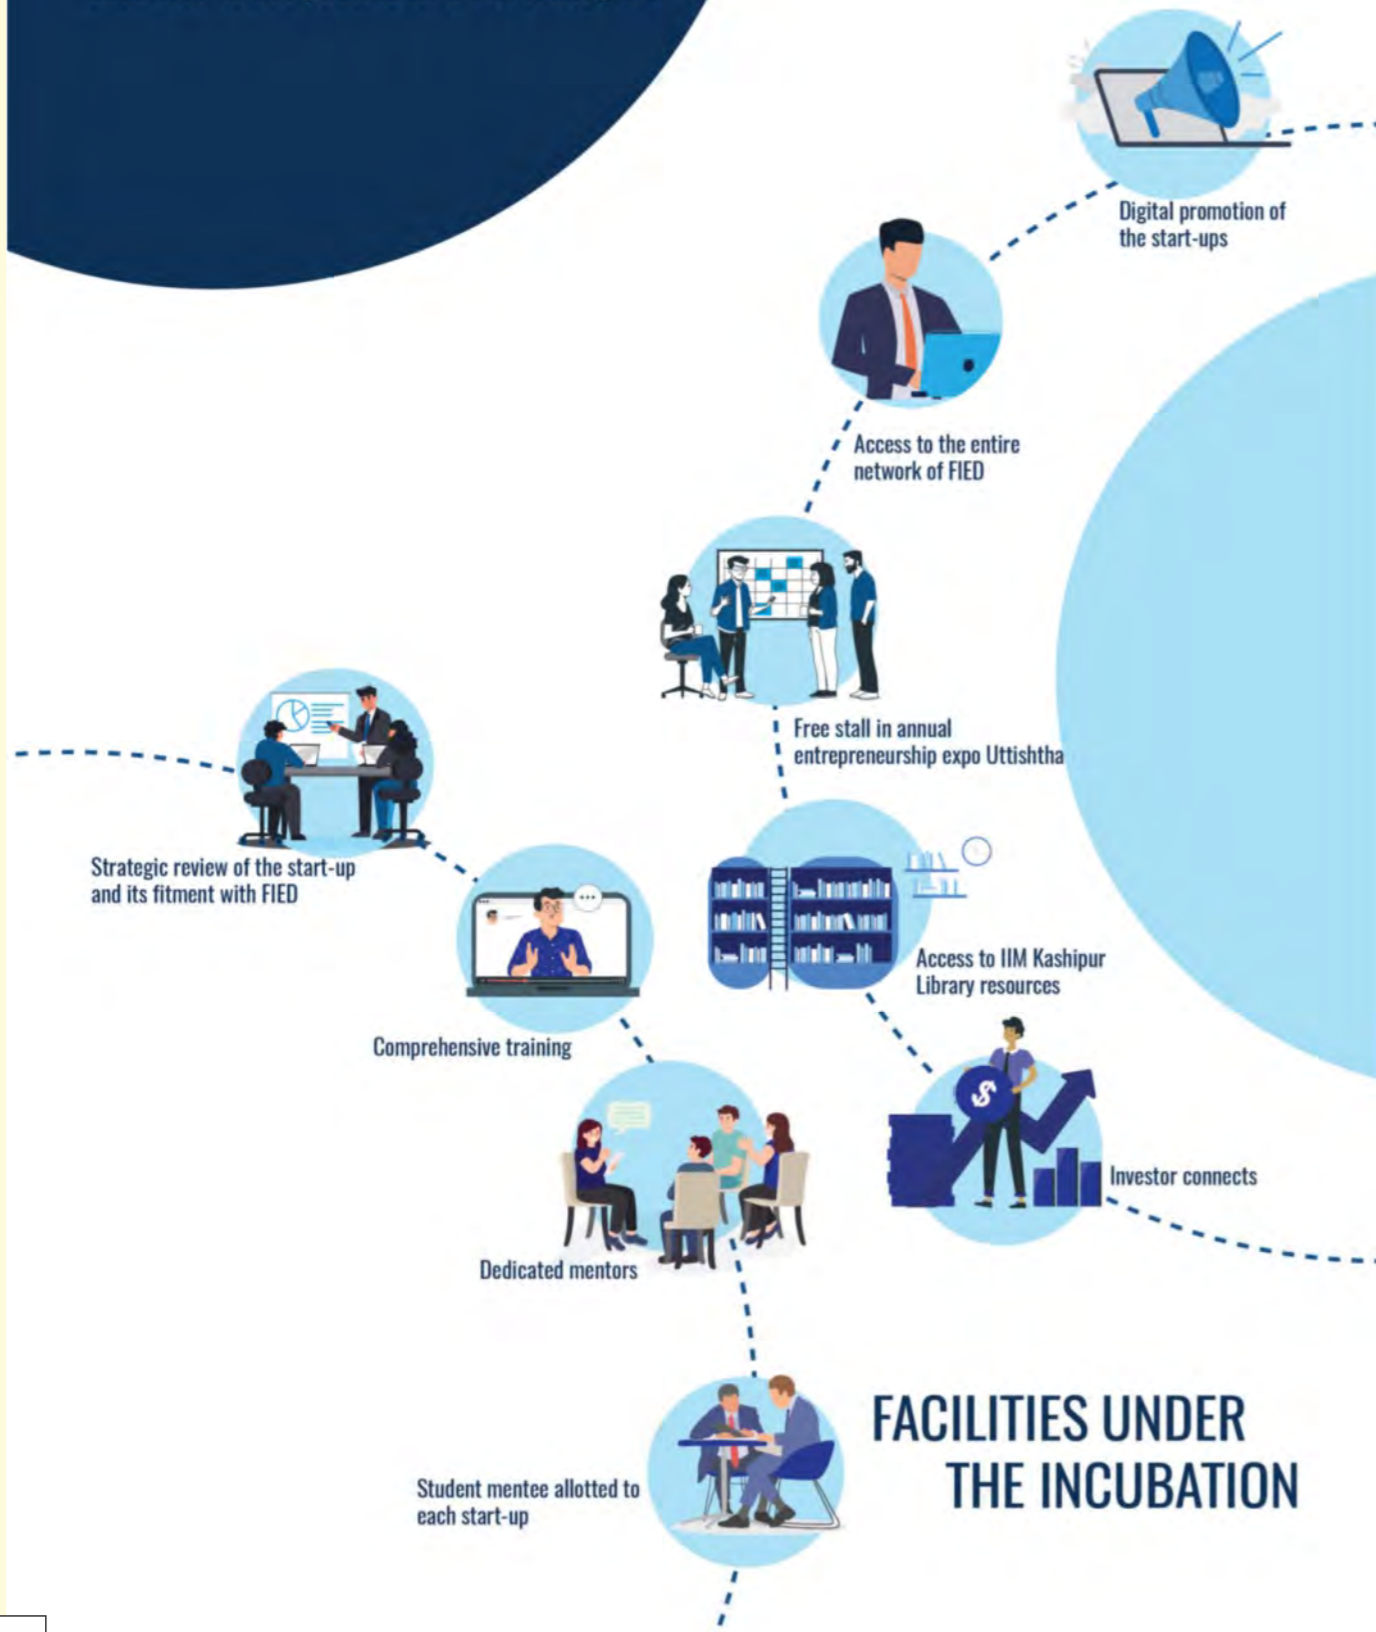 Digital promotion of
the start-ups
Access to the entire
network of FIED
Free stall in annual
entrepreneurship expo Uttishtha
Strategic review of the start-up
and its fitment with FIED
Access to IIM Kashipur
Library resources
Comprehensive training
Investor connects
Dedicated mentors
FACILITIES UNDER
THE INCUBATION
Student mentee allotted to
each start-up